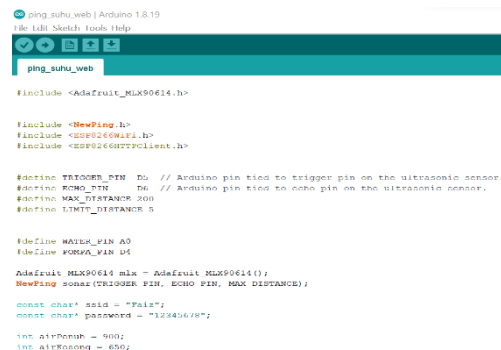 ping_suhu_web | Arduino 1.8.19
File Edit Sketch Tools Help
ping_suhu_web
#include <Adafruit_MLX90614.h>
#include <NewPing.h>
#include <ESP8266WiFi.h>
#include <ESP8266HTTPClient.h>
#define TRIGGER_PIN D5 // Arduino pin tied to trigger pin on the ultrasonic sensor.
#define ECHO_PIN D6 // Arduino pin tied to echo pin on the ultrasonic sensor.
#define MAX_DISTANCE 200
#define LIMIT_DISTANCE 5
#define WATER_PIN A0
#define POMPA_PIN D4
Adafruit_MLX90614 mlx = Adafruit_MLX90614();
NewPing sonar(TRIGGER_PIN, ECHO_PIN, MAX_DISTANCE);
const char* ssid = "Faiz";
const char* password = "12345678";
int airPenuh = 900;
int airKosong = 650;